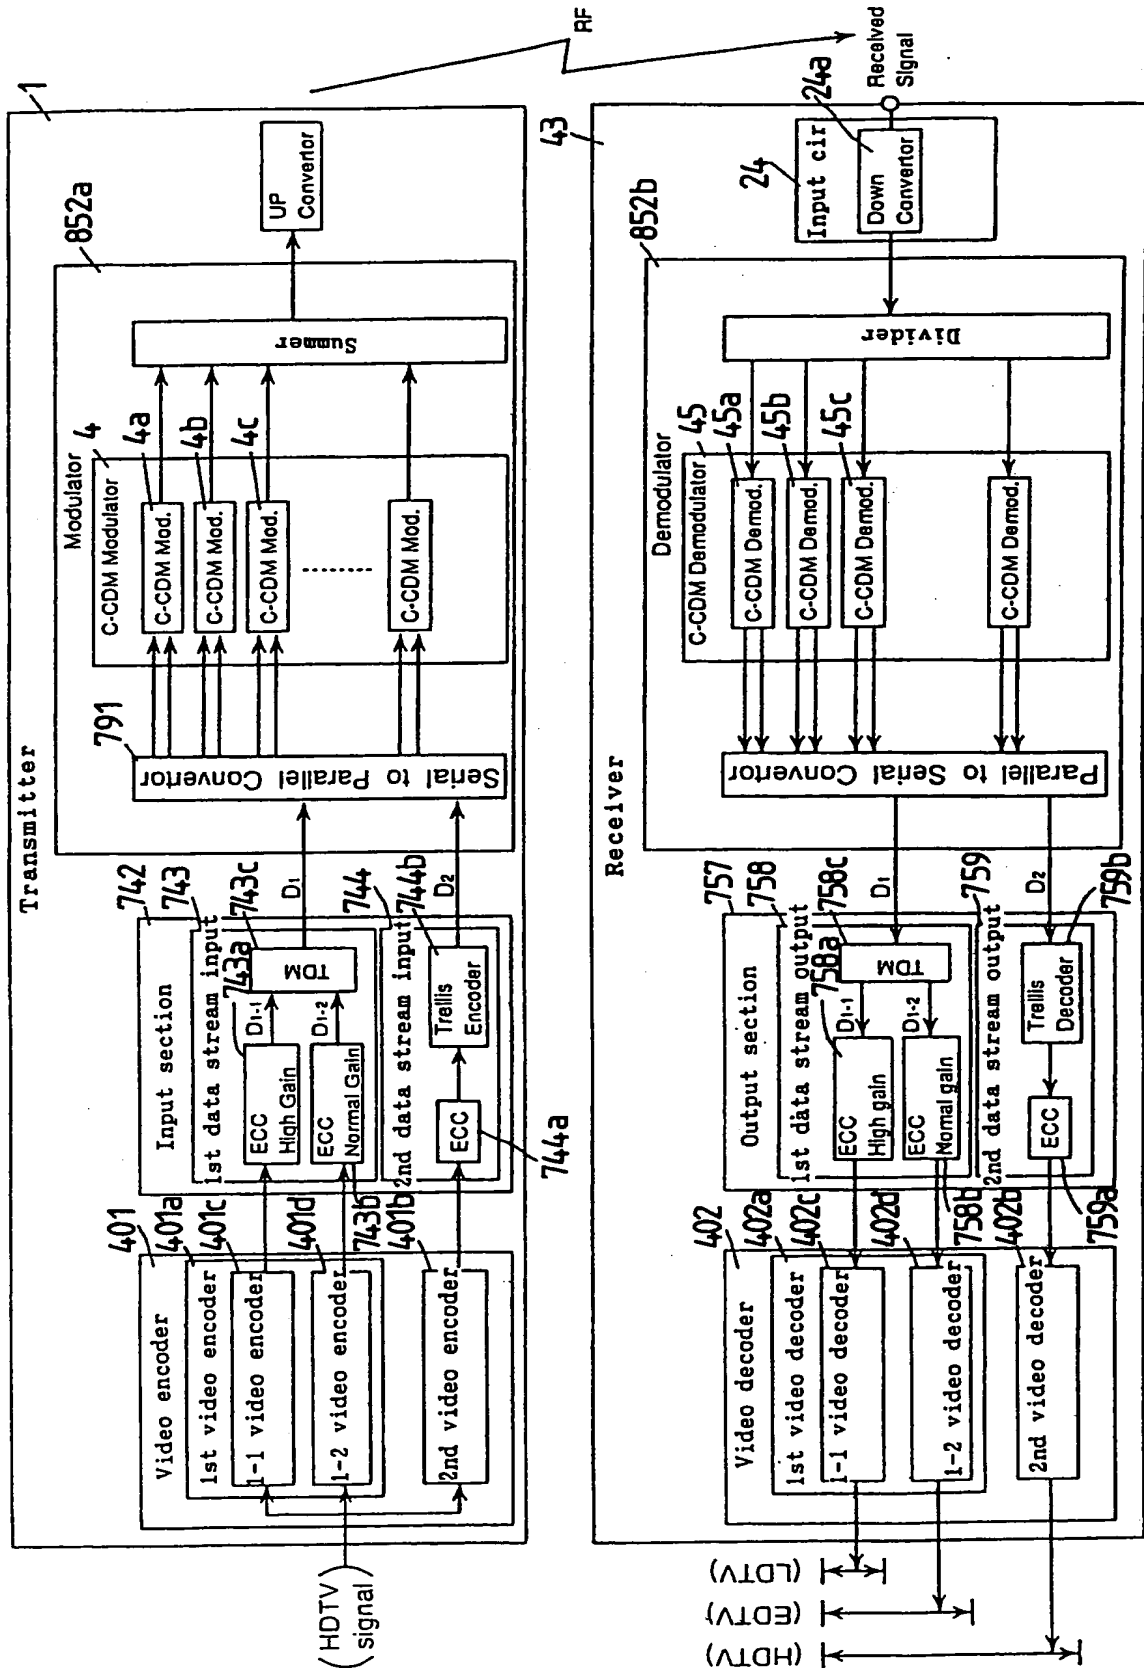 Transmitter
1
Video encoder
401
1st video encoder
401a
1-1 video encoder
401c
1-2 video encoder
401d
2nd video encoder
401b
(HDTV signal)
Input section
742
1st data stream input
743
ECC
High Gain
743a
D1-1
ECC
Normal Gain
743b
D1-2
TDM
743c
2nd data stream input
744
ECC
744a
Trellis
Encoder
744b
D1
D2
Modulator
852a
Serial to Parallel Convertor
791
C-CDM Modulator
4
C-CDM Mod.
4a
C-CDM Mod.
4b
C-CDM Mod.
4c
C-CDM Mod.
Summer
UP
Convertor
RF
Receiver
43
Received
Signal
Input cir
24
Down
Convertor
24a
Demodulator
852b
Divider
C-CDM Demodulator
45
C-CDM Demod.
45a
C-CDM Demod.
45b
C-CDM Demod.
45c
C-CDM Demod.
Parallel to Serial Convertor
D1
D2
Output section
757
1st data stream output
758
TDM
758c
D1-1
ECC
High gain
758a
D1-2
ECC
Normal gain
758b
2nd data stream output
759
Trellis
Decoder
759b
ECC
759a
Video decoder
402
1st video decoder
402a
1-1 video decoder
402c
1-2 video decoder
402d
2nd video decoder
402b
(LDTV)
(EDTV)
(HDTV)